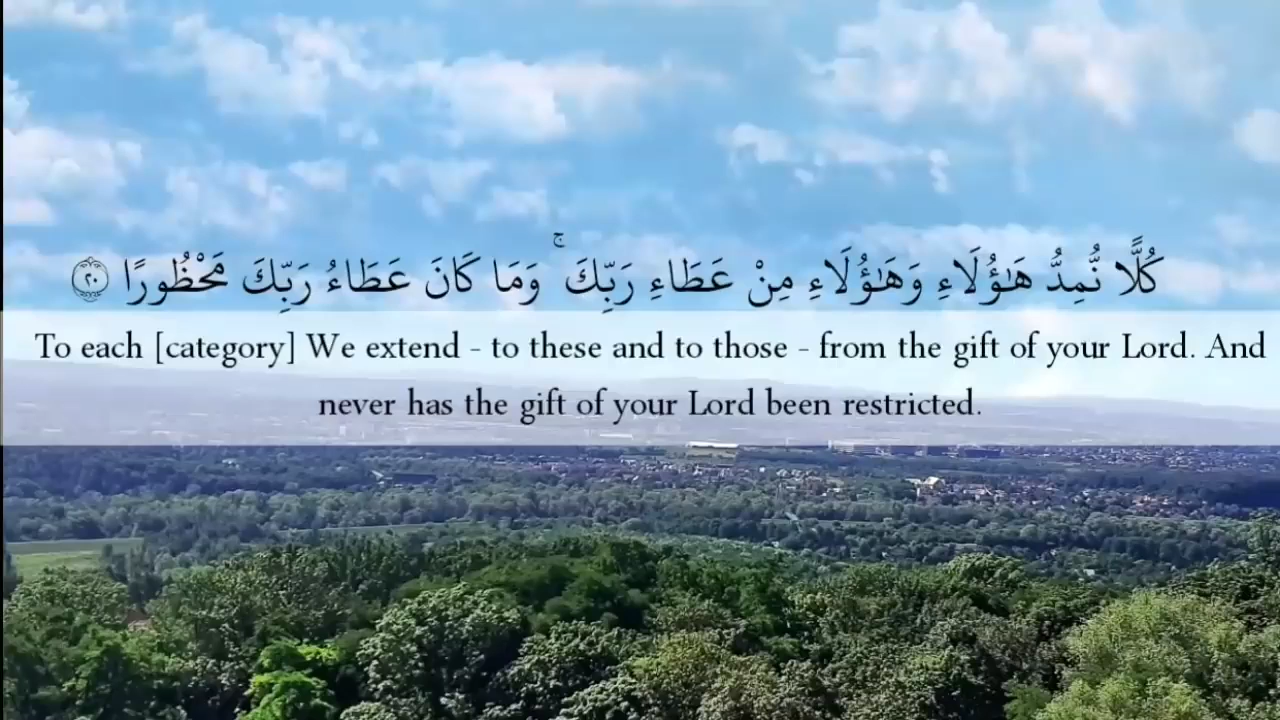 كُلًّا نُّمِدُّ هَٰؤُلَاءِ وَهَٰؤُلَاءِ مِنْ عَطَاءِ رَبِّكَ ۚ وَمَا كَانَ عَطَاءُ رَبِّكَ مَحْظُورًا ٢٠
To each [category] We extend - to these and to those - from the gift of your Lord. And
never has the gift of your Lord been restricted.